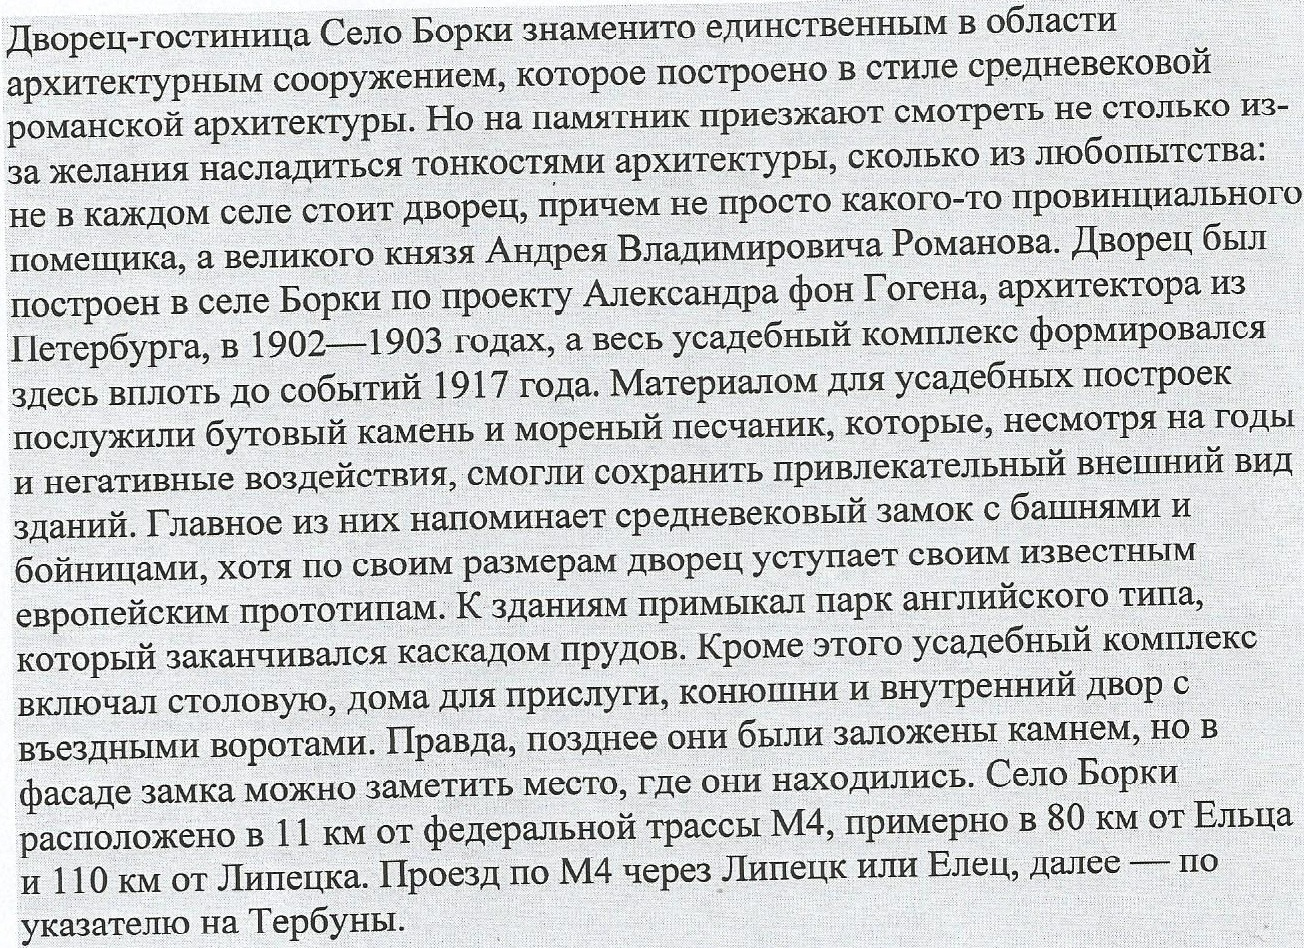 Дворец-гостиница Село Борки знаменито единственным в области
архитектурным сооружением, которое построено в стиле средневековой
романской архитектуры. Но на памятник приезжают смотреть не столько из-
за желания насладиться тонкостями архитектуры, сколько из любопытства:
не в каждом селе стоит дворец, причем не просто какого-то провинциального
помещика, а великого князя Андрея Владимировича Романова. Дворец был
построен в селе Борки по проекту Александра фон Гогена, архитектора из
Петербурга, в 1902—1903 годах, а весь усадебный комплекс формировался
здесь вплоть до событий 1917 года. Материалом для усадебных построек
послужили бутовый камень и мореный песчаник, которые, несмотря на годы
и негативные воздействия, смогли сохранить привлекательный внешний вид
зданий. Главное из них напоминает средневековый замок с башнями и
бойницами, хотя по своим размерам дворец уступает своим известным
европейским прототипам. К зданиям примыкал парк английского типа,
который заканчивался каскадом прудов. Кроме этого усадебный комплекс
включал столовую, дома для прислуги, конюшни и внутренний двор с
въездными воротами. Правда, позднее они были заложены камнем, но в
фасаде замка можно заметить место, где они находились. Село Борки
расположено в 11 км от федеральной трассы М4, примерно в 80 км от Ельца
и 110 км от Липецка. Проезд по М4 через Липецк или Елец, далее — по
указателю на Тербуны.